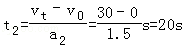 t₂=(v_t−v₀)/a₂=(30−0)/1.5 s=20s